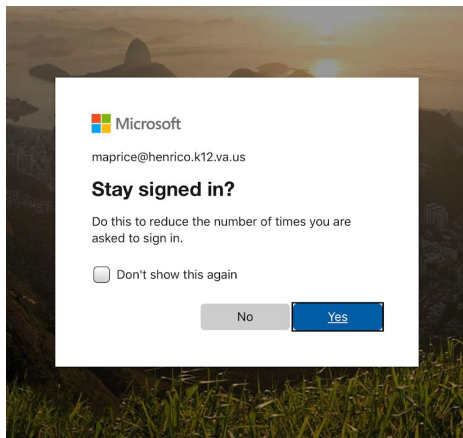 Microsoft
maprice@henrico.k12.va.us
Stay signed in?
Do this to reduce the number of times you are
asked to sign in.
Don't show this again
No
Yes